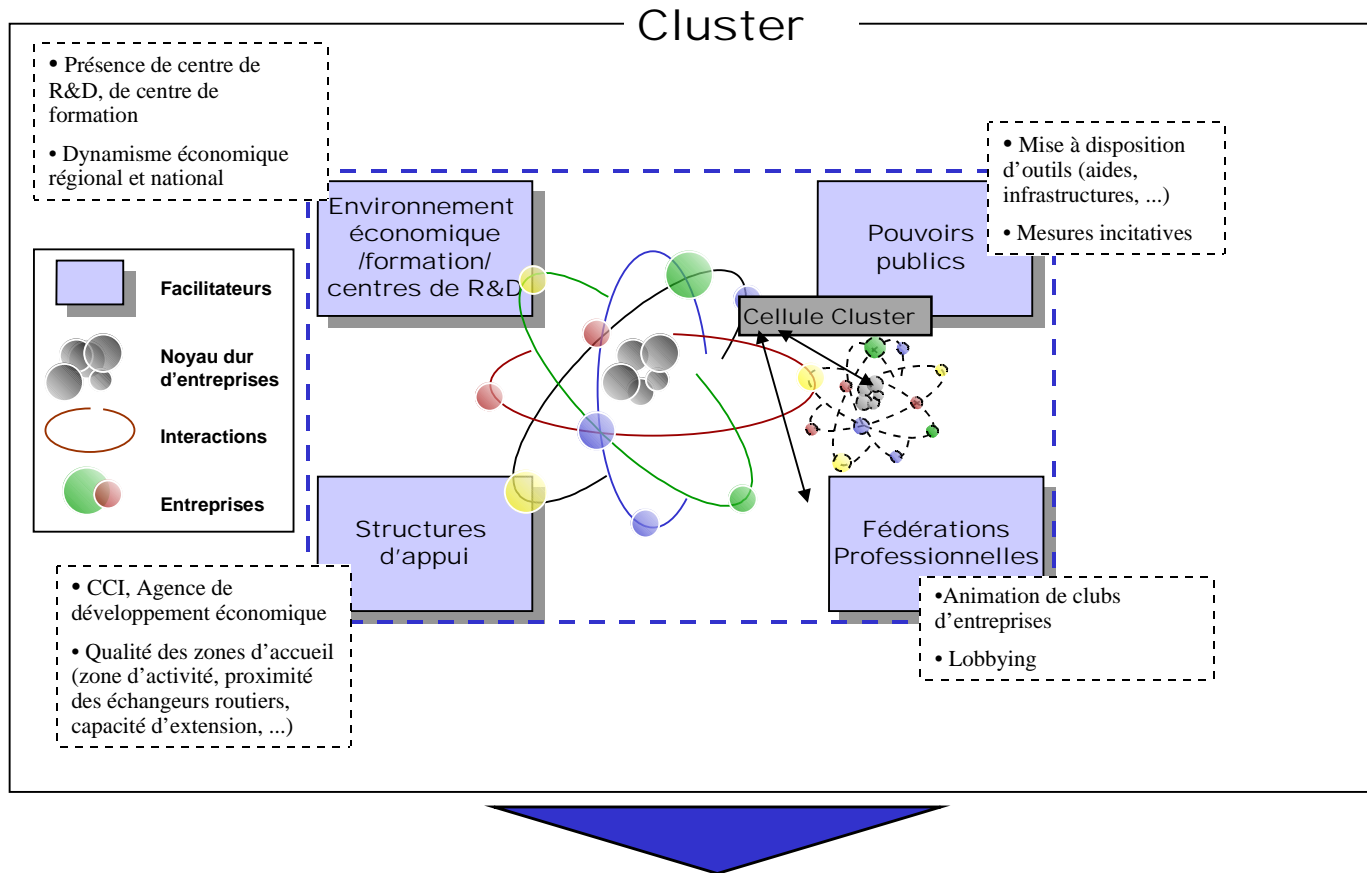 Cluster
• Présence de centre de
R&D, de centre de
formation
• Dynamisme économique
régional et national
• Mise à disposition
d'outils (aides,
infrastructures, ...)
• Mesures incitatives
Environnement
économique
/formation/
centres de R&D
Pouvoirs
publics
Facilitateurs
Noyau dur
d'entreprises
Interactions
Entreprises
Cellule Cluster
Structures
d'appui
Fédérations
Professionnelles
• CCI, Agence de
développement économique
• Qualité des zones d'accueil
(zone d'activité, proximité
des échangeurs routiers,
capacité d'extension, ...)
•Animation de clubs
d'entreprises
• Lobbying